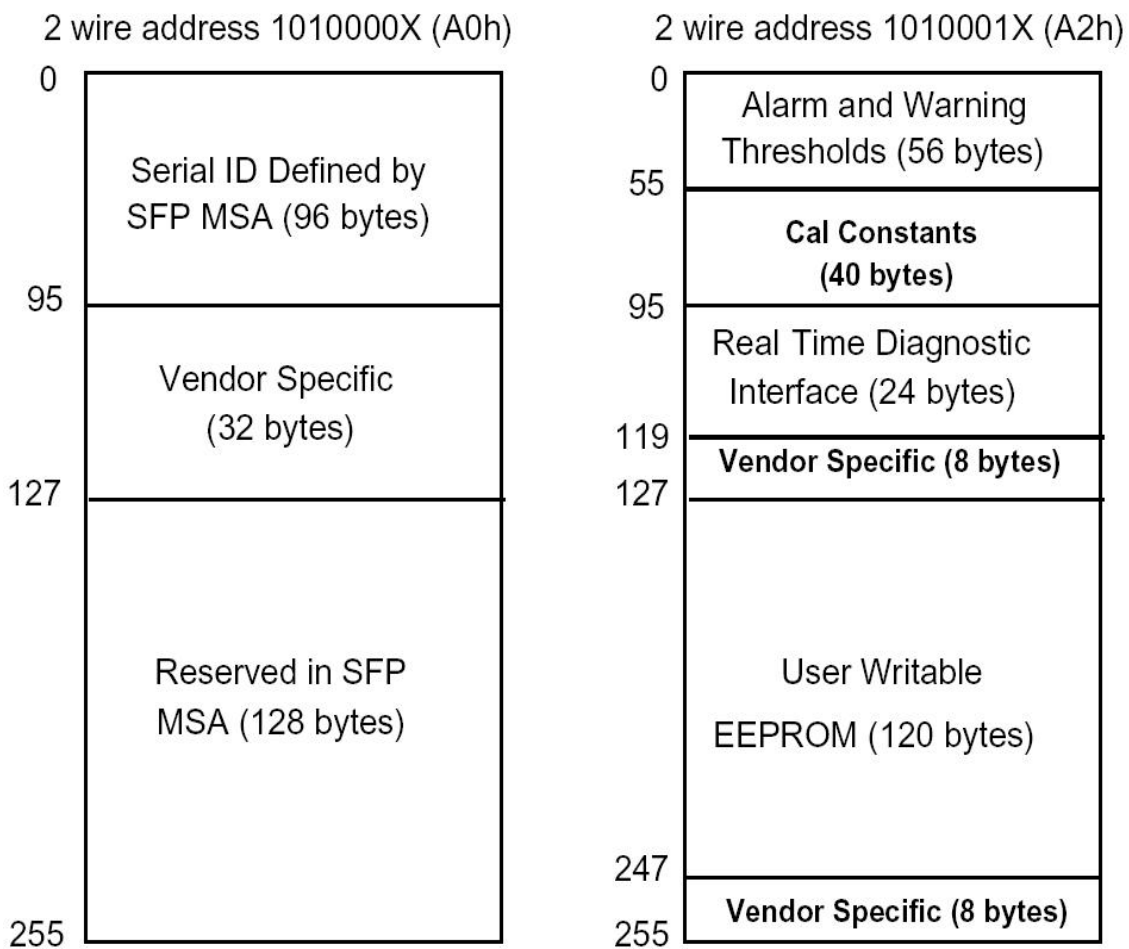 2 wire address 1010000X (A0h)
0
Serial ID Defined by
SFP MSA (96 bytes)
95
Vendor Specific
(32 bytes)
127
Reserved in SFP
MSA (128 bytes)
255
2 wire address 1010001X (A2h)
0
Alarm and Warning
Thresholds (56 bytes)
55
Cal Constants
(40 bytes)
95
Real Time Diagnostic
Interface (24 bytes)
119
Vendor Specific (8 bytes)
127
User Writable
EEPROM (120 bytes)
247
Vendor Specific (8 bytes)
255